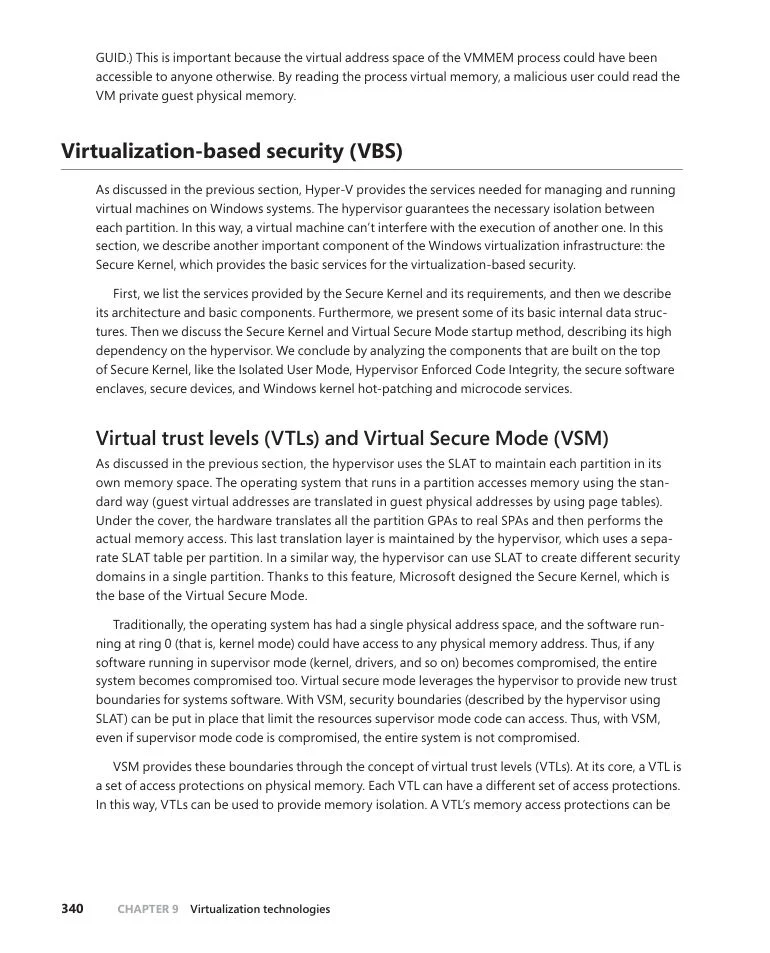 GUID.) This is important because the virtual address space of the VMMEM process could have been
accessible to anyone otherwise. By reading the process virtual memory, a malicious user could read the
VM private guest physical memory.
Virtualization-based security (VBS)
As discussed in the previous section, Hyper-V provides the services needed for managing and running
virtual machines on Windows systems. The hypervisor guarantees the necessary isolation between
each partition. In this way, a virtual machine can’t interfere with the execution of another one. In this
section, we describe another important component of the Windows virtualization infrastructure: the
Secure Kernel, which provides the basic services for the virtualization-based security.
First, we list the services provided by the Secure Kernel and its requirements, and then we describe
its architecture and basic components. Furthermore, we present some of its basic internal data struc-
tures. Then we discuss the Secure Kernel and Virtual Secure Mode startup method, describing its high
dependency on the hypervisor. We conclude by analyzing the components that are built on the top
of Secure Kernel, like the Isolated User Mode, Hypervisor Enforced Code Integrity, the secure software
enclaves, secure devices, and Windows kernel hot-patching and microcode services.
Virtual trust levels (VTLs) and Virtual Secure Mode (VSM)
As discussed in the previous section, the hypervisor uses the SLAT to maintain each partition in its
own memory space. The operating system that runs in a partition accesses memory using the stan-
dard way (guest virtual addresses are translated in guest physical addresses by using page tables).
Under the cover, the hardware translates all the partition GPAs to real SPAs and then performs the
actual memory access. This last translation layer is maintained by the hypervisor, which uses a sepa-
rate SLAT table per partition. In a similar way, the hypervisor can use SLAT to create different security
domains in a single partition. Thanks to this feature, Microsoft designed the Secure Kernel, which is
the base of the Virtual Secure Mode.
Traditionally, the operating system has had a single physical address space, and the software run-
ning at ring 0 (that is, kernel mode) could have access to any physical memory address. Thus, if any
software running in supervisor mode (kernel, drivers, and so on) becomes compromised, the entire
system becomes compromised too. Virtual secure mode leverages the hypervisor to provide new trust
boundaries for systems software. With VSM, security boundaries (described by the hypervisor using
SLAT) can be put in place that limit the resources supervisor mode code can access. Thus, with VSM,
even if supervisor mode code is compromised, the entire system is not compromised.
VSM provides these boundaries through the concept of virtual trust levels (VTLs). At its core, a VTL is
a set of access protections on physical memory. Each VTL can have a different set of access protections.
In this way, VTLs can be used to provide memory isolation. A VTL’s memory access protections can be
340 CHAPTER 9 Virtualization technologies